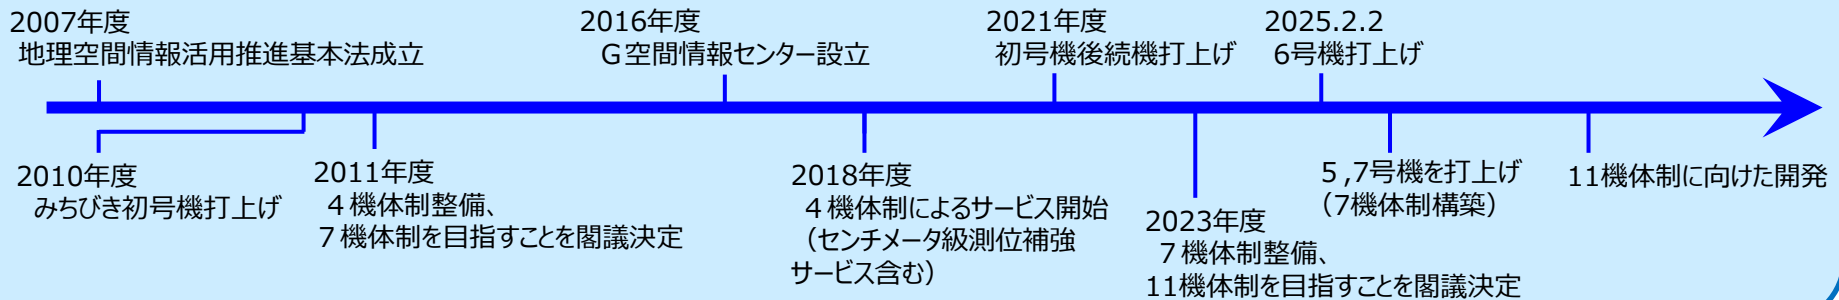 2007年度
地理空間情報活用推進基本法成立
2016年度
G空間情報センター設立
2021年度
初号機後続機打上げ
2025.2.2
6号機打上げ
2010年度
みちびき初号機打上げ
2011年度
４機体制整備、
７機体制を目指すことを閣議決定
2018年度
４機体制によるサービス開始
（センチメータ級測位補強
サービス含む）
2023年度
７機体制整備、
11機体制を目指すことを閣議決定
５,7号機を打上げ
（7機体制構築）
11機体制に向けた開発